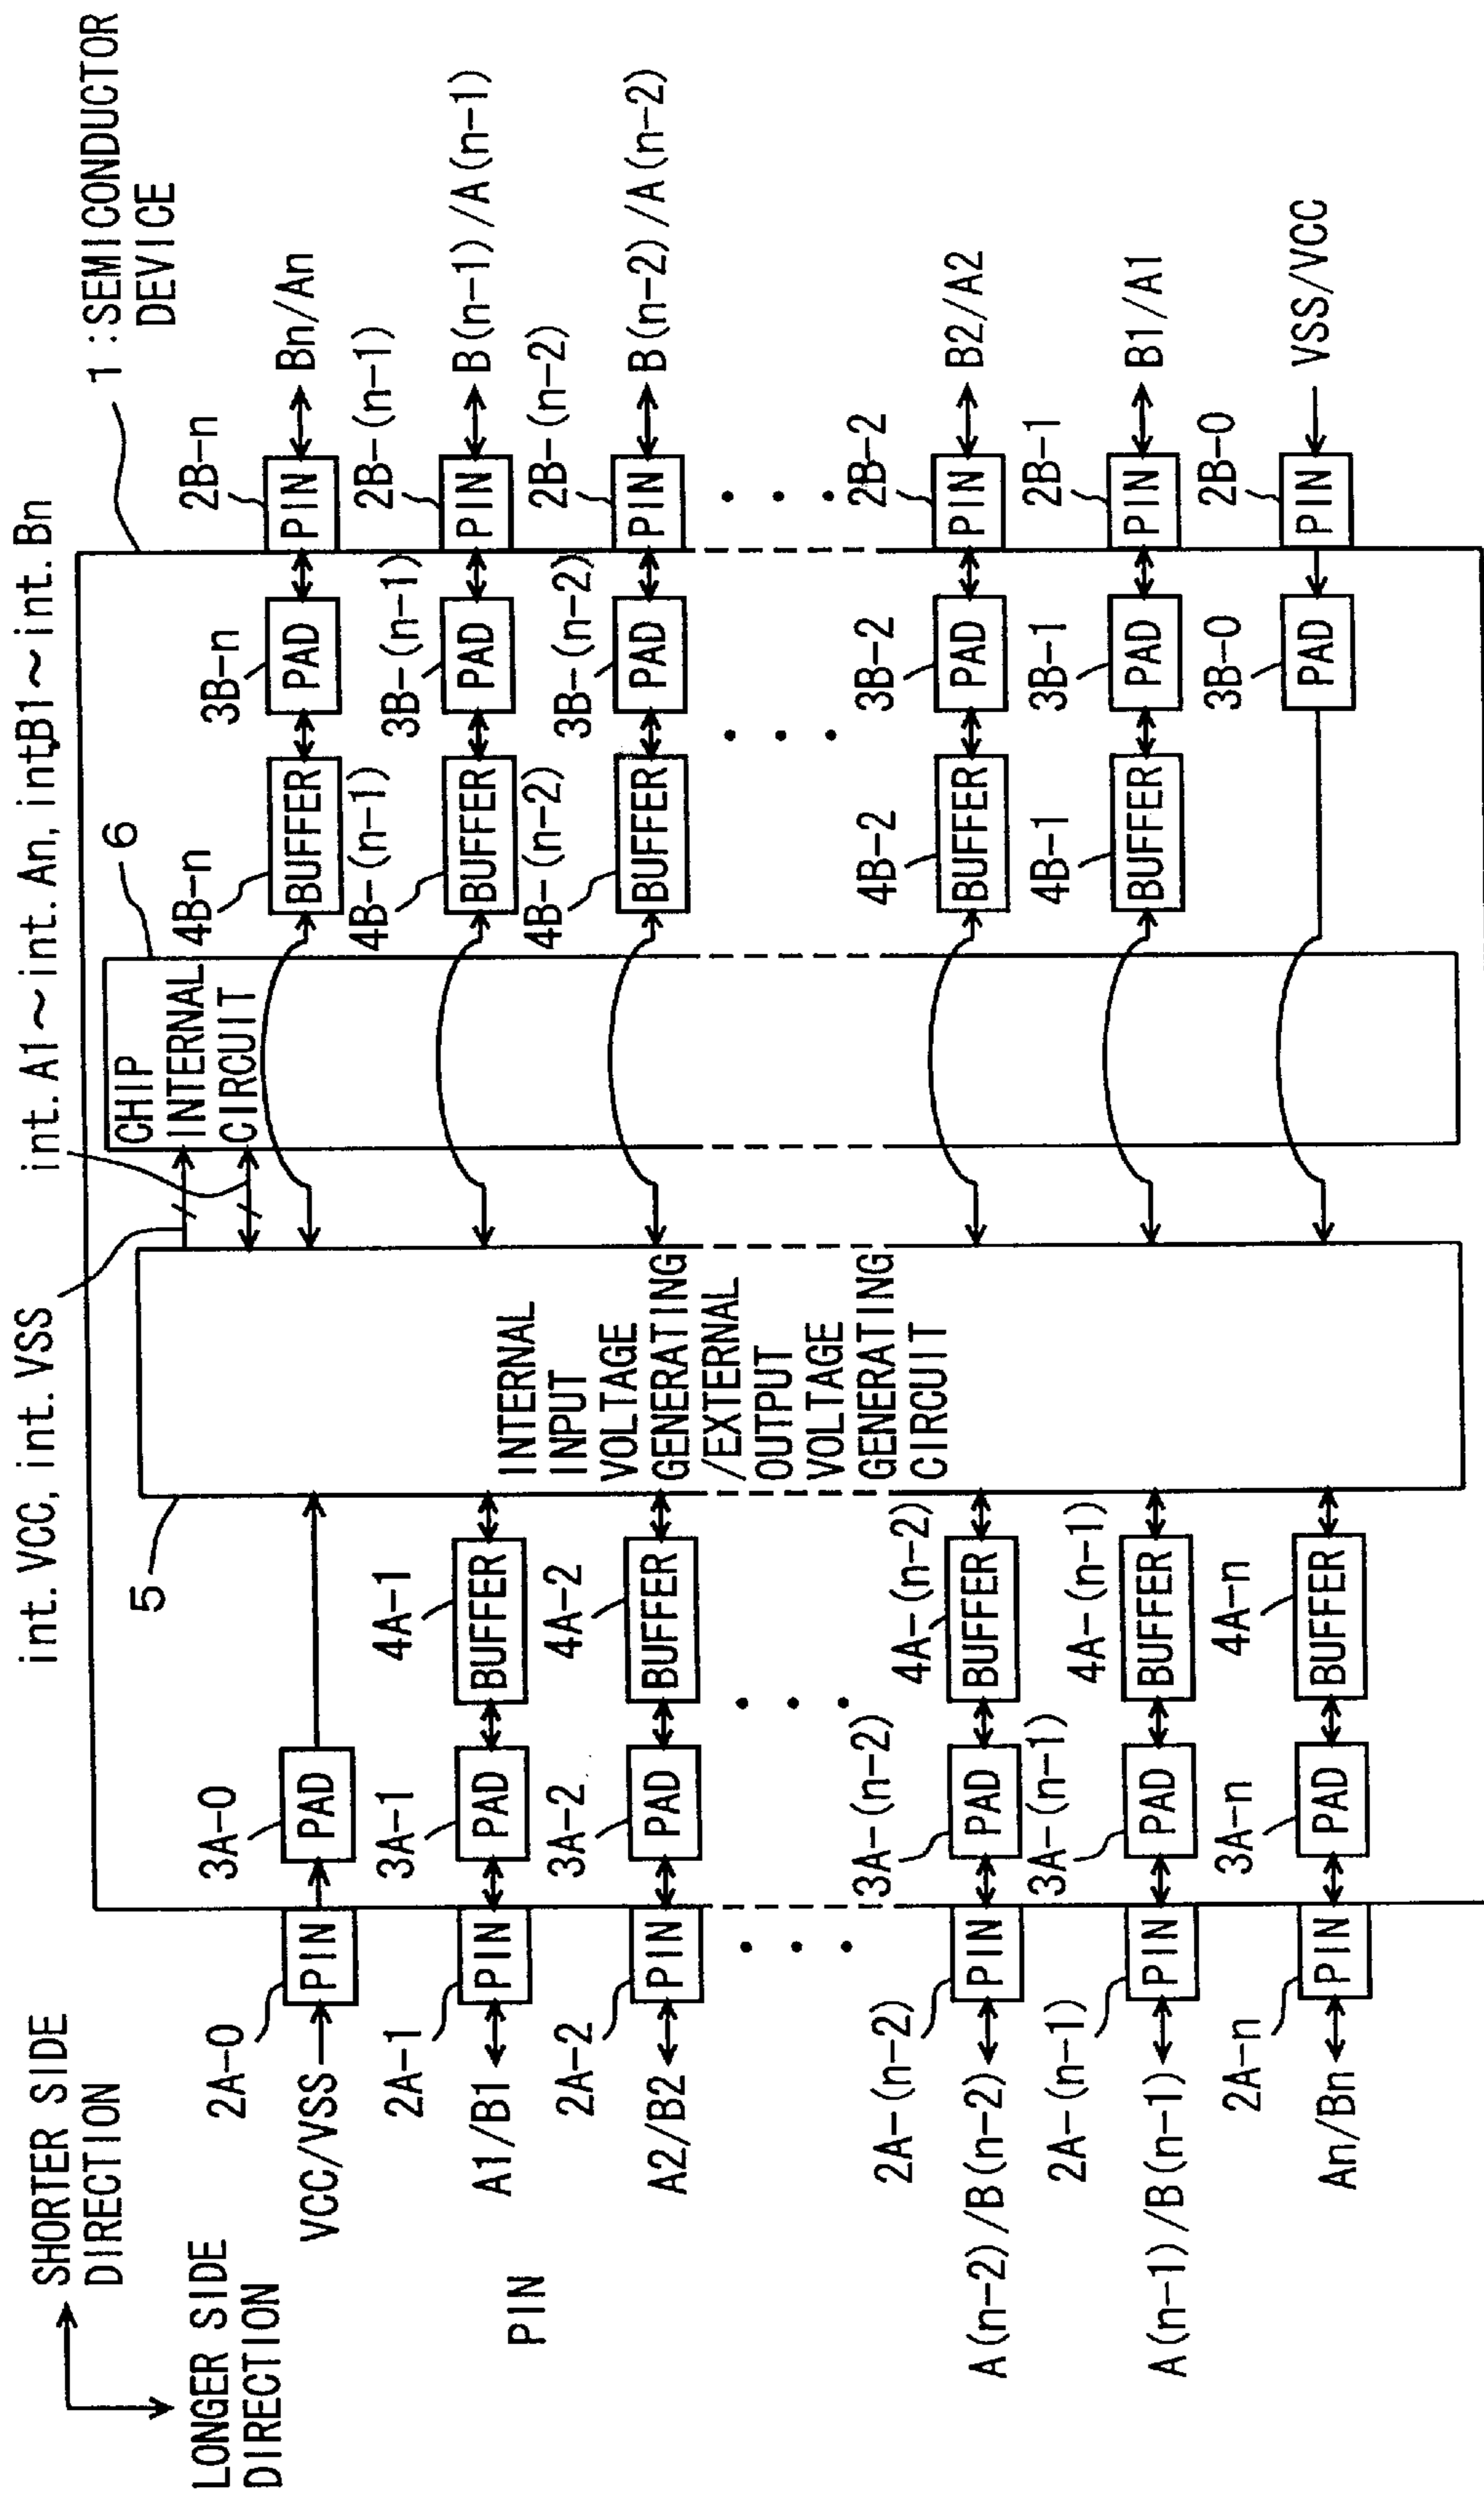 SHORTER SIDE
DIRECTION
LONGER SIDE
DIRECTION
PIN
int. VCC, int. VSS
int. A1~int. An, intB1~int. Bn
1 :SEMICONDUCTOR
DEVICE
5
6
INTERNAL
INPUT
VOLTAGE
GENERATING
/EXTERNAL
OUTPUT
VOLTAGE
GENERATING
CIRCUIT
CHIP
INTERNAL
CIRCUIT
VCC/VSS
2A-0
PIN
3A-0
PAD
4B-n
BUFFER
3B-n
PAD
2B-n
PIN
Bn/An
A1/B1
2A-1
PIN
3A-1
PAD
4A-1
BUFFER
4B-(n-1)
BUFFER
3B-(n-1)
PAD
2B-(n-1)
PIN
B(n-1)/A(n-1)
A2/B2
2A-2
PIN
3A-2
PAD
4A-2
BUFFER
4B-(n-2)
BUFFER
3B-(n-2)
PAD
2B-(n-2)
PIN
B(n-2)/A(n-2)
A(n-2)/B(n-2)
2A-(n-2)
PIN
3A-(n-2)
PAD
4A-(n-2)
BUFFER
4B-2
BUFFER
3B-2
PAD
2B-2
PIN
B2/A2
A(n-1)/B(n-1)
2A-(n-1)
PIN
3A-(n-1)
PAD
4A-(n-1)
BUFFER
4B-1
BUFFER
3B-1
PAD
2B-1
PIN
B1/A1
An/Bn
2A-n
PIN
3A-n
PAD
4A-n
BUFFER
3B-0
PAD
2B-0
PIN
VSS/VCC